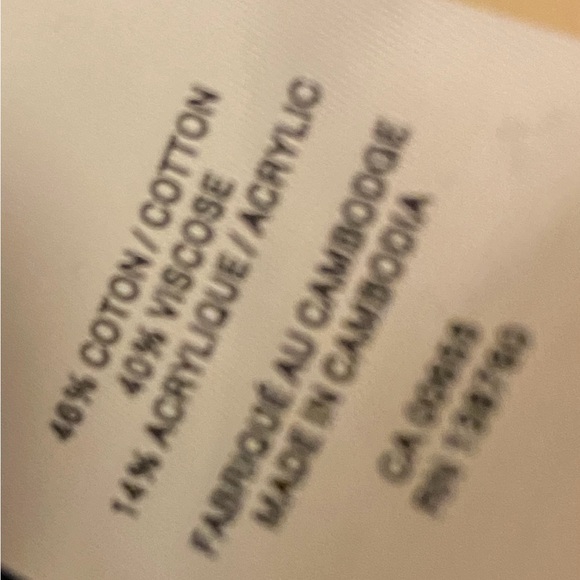 46% COTON / COTTON
40% VISCOSE
14% ACRYLIQUE / ACRYLIC
FABRIQUÉ AU CAMBODGE
MADE IN CAMBODIA
CA
RN